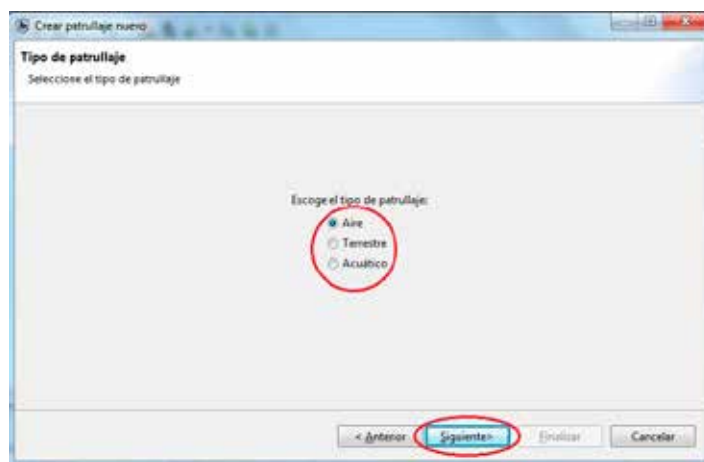 Crear patrullaje nuevo
Tipo de patrullaje
Seleccione el tipo de patrullaje
Escoge el tipo de patrullaje:
Aire
Terrestre
Acuático
< Anterior Siguiente> Finalizar Cancelar